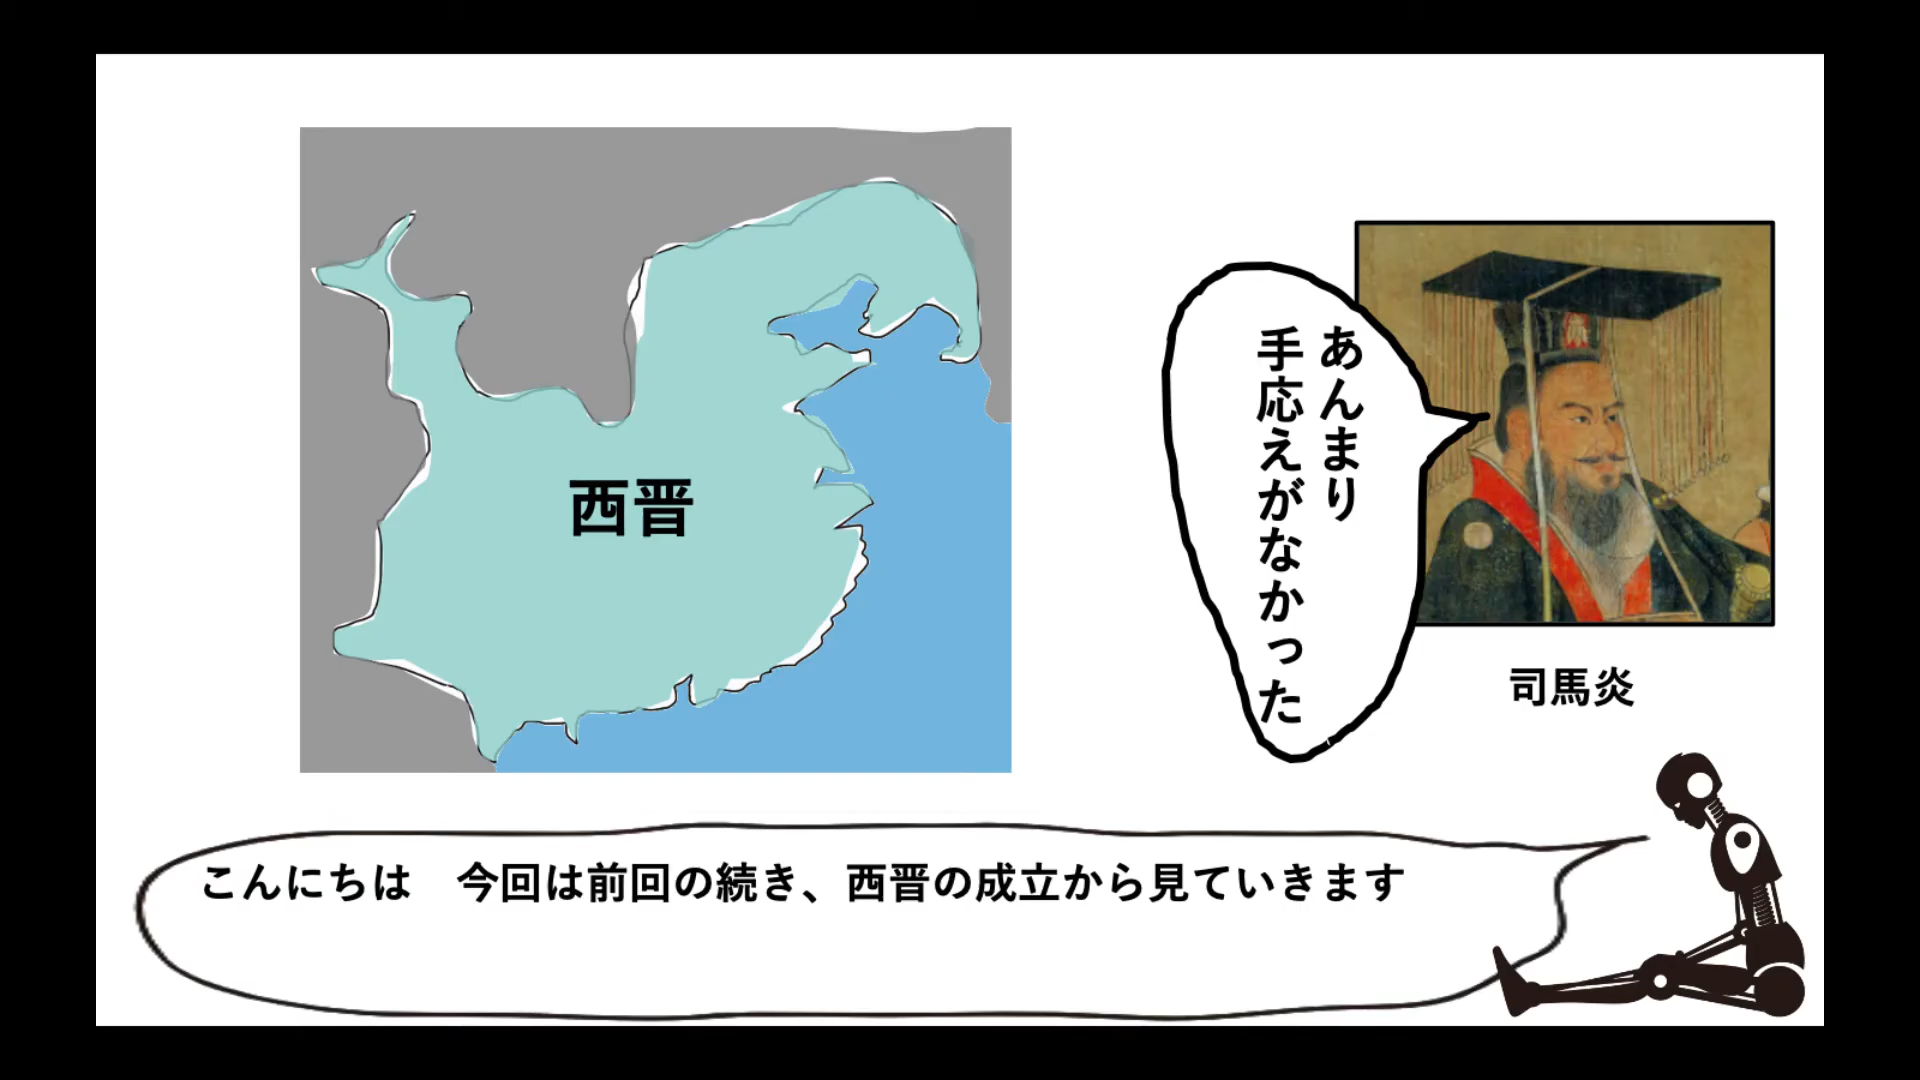 西晋
あんまり
手応えがなかった
司馬炎
こんにちは　今回は前回の続き、西晋の成立から見ていきます